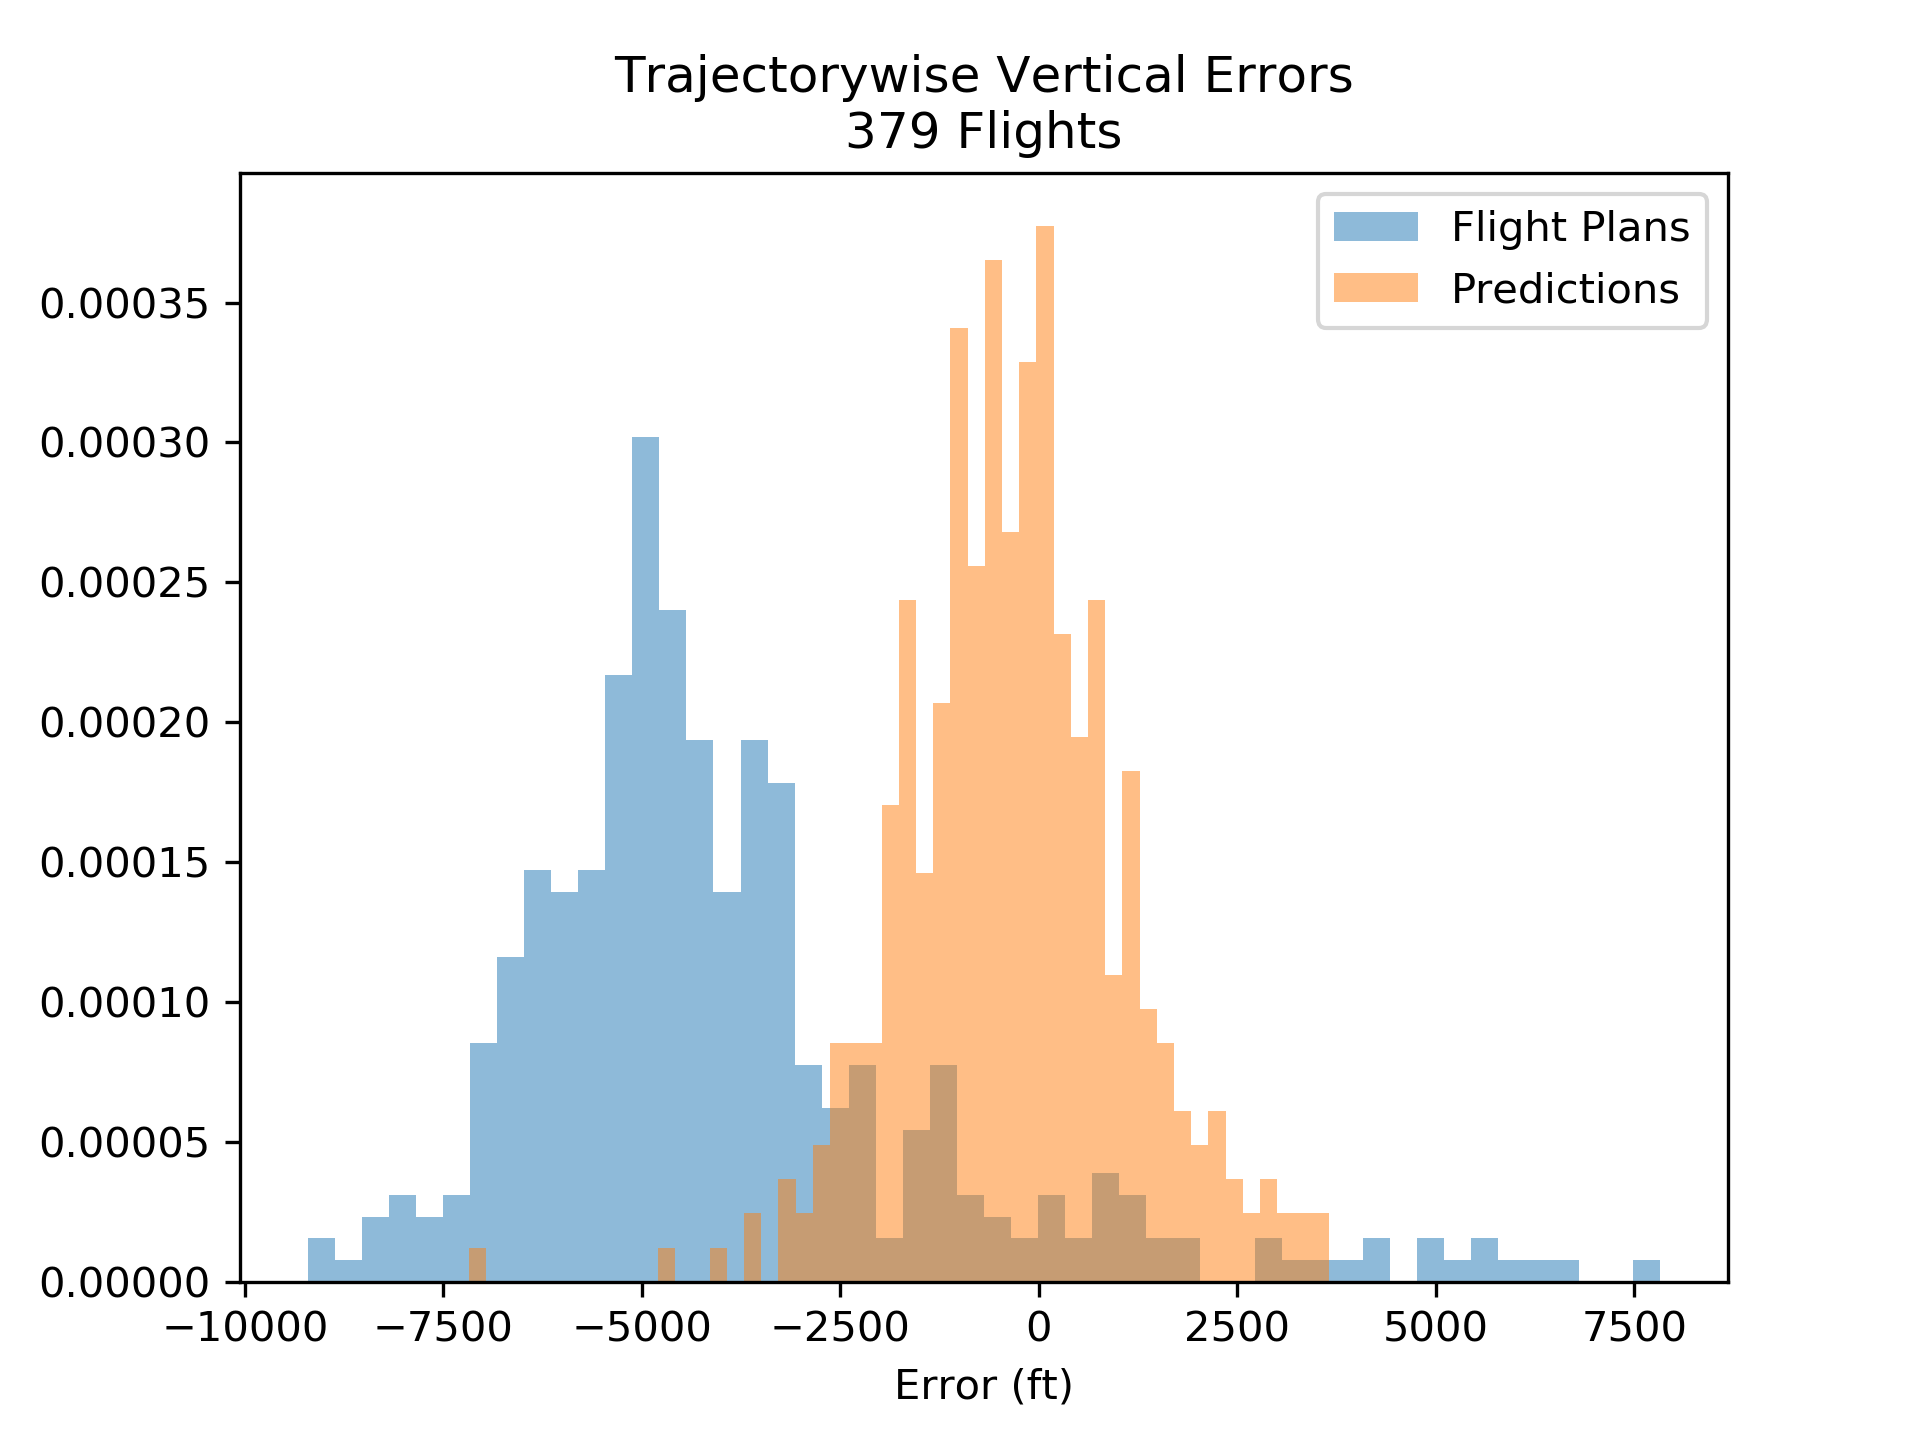 Trajectorywise Vertical Errors
379 Flights
Flight Plans
Predictions
0.00035
0.00030
0.00025
0.00020
0.00015
0.00010
0.00005
0.00000
−10000 −7500 −5000 −2500 0 2500 5000 7500
Error (ft)